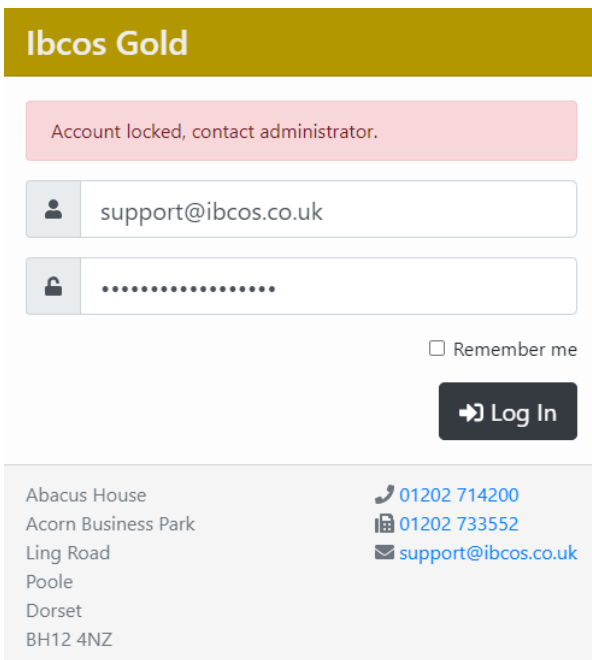 Ibcos Gold
Account locked, contact administrator.
support@ibcos.co.uk
••••••••••••••••••
Remember me
Log In
Abacus House
Acorn Business Park
Ling Road
Poole
Dorset
BH12 4NZ
01202 714200
01202 733552
support@ibcos.co.uk